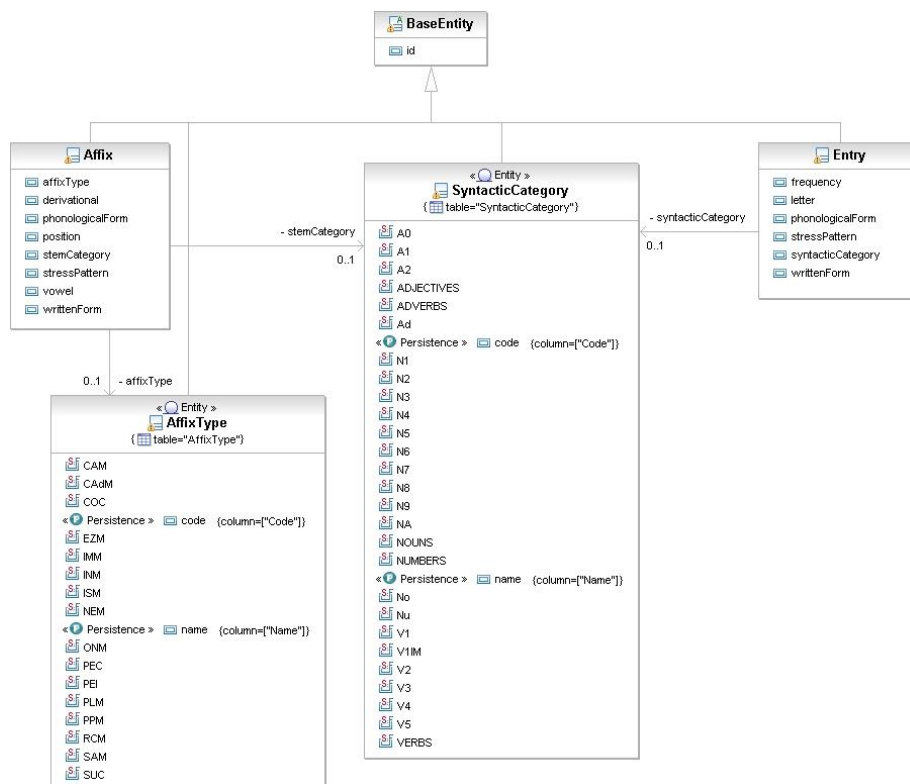 BaseEntity
id
Affix
affixType
derivational
phonologicalForm
position
stemCategory
stressPattern
vowel
writtenForm
« Entity »
SyntacticCategory
{ table="SyntacticCategory"}
A0
A1
A2
ADJECTIVES
ADVERBS
Ad
« Persistence » code {column=["Code"]}
N1
N2
N3
N4
N5
N6
N7
N8
N9
NA
NOUNS
NUMBERS
« Persistence » name {column=["Name"]}
No
Nu
V1
V1IM
V2
V3
V4
V5
VERBS
Entry
frequency
letter
phonologicalForm
stressPattern
syntacticCategory
writtenForm
- stemCategory
0..1
- syntacticCategory
0..1
0..1 - affixType
« Entity »
AffixType
{ table="AffixType"}
CAM
CAdM
COC
« Persistence » code {column=["Code"]}
EZM
IMM
INM
ISM
NEM
« Persistence » name {column=["Name"]}
ONM
PEC
PEI
PLM
PPM
RCM
SAM
SUC